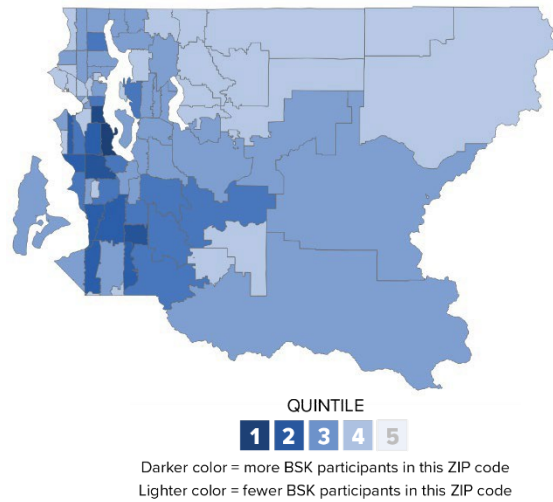 QUINTILE
1 2 3 4 5
Darker color = more BSK participants in this ZIP code
Lighter color = fewer BSK participants in this ZIP code